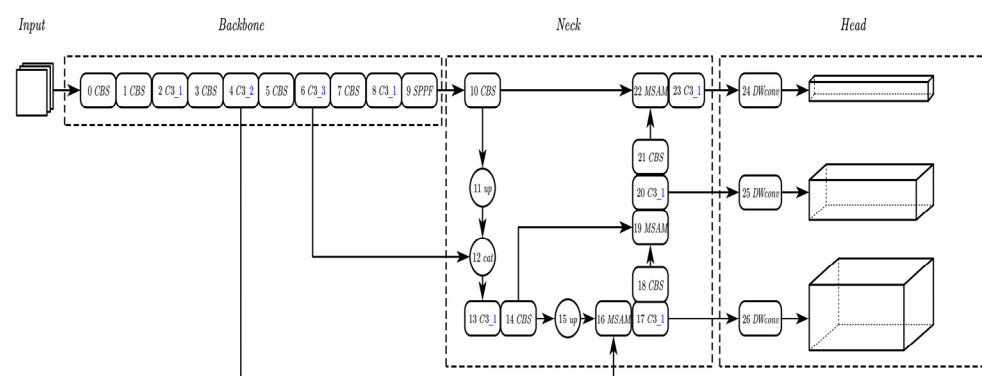 Input Backbone Neck Head
0 CBS 1 CBS 2 C3_1 3 CBS 4 C3_2 5 CBS 6 C3_3 7 CBS 8 C3_1 9 SPPF 10 CBS 22 MSAM 23 C3_1 24 DWconv
21 CBS
11 up 20 C3_1 25 DWconv
19 MSAM
12 cat
18 CBS
13 C3_1 14 CBS 15 up 16 MSAM 17 C3_1 26 DWconv